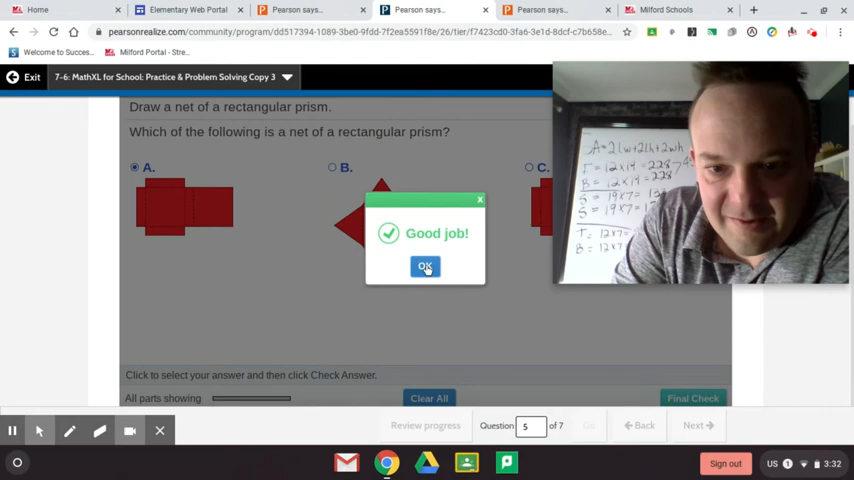 Home
Elementary Web Portal
Pearson says...
Pearson says...
Pearson says...
Milford Schools
pearsonrealize.com/community/program/dd517394-1089-3be0-9fdd-7f2ea5591f8e/26/tier/f7423cd0-3fa6-3e1d-8dcf-c7b658e...
Welcome to Succes...
Milford Portal - Stre...
Exit
7-6: MathXL for School: Practice & Problem Solving Copy 3
Draw a net of a rectangular prism.
Which of the following is a net of a rectangular prism?
A.
B.
C.
Good job!
OK
x
A=2lw+2lh+2wh
T = 12x14 = 228
B = 12x14 = 228
S = 19x7 =
S = 19x7 =
T = 12x7 =
B = 12x7
Click to select your answer and then click Check Answer.
All parts showing
Clear All
Final Check
Review progress
Question 5 of 7
Back
Next
Sign out
US 1 3:32